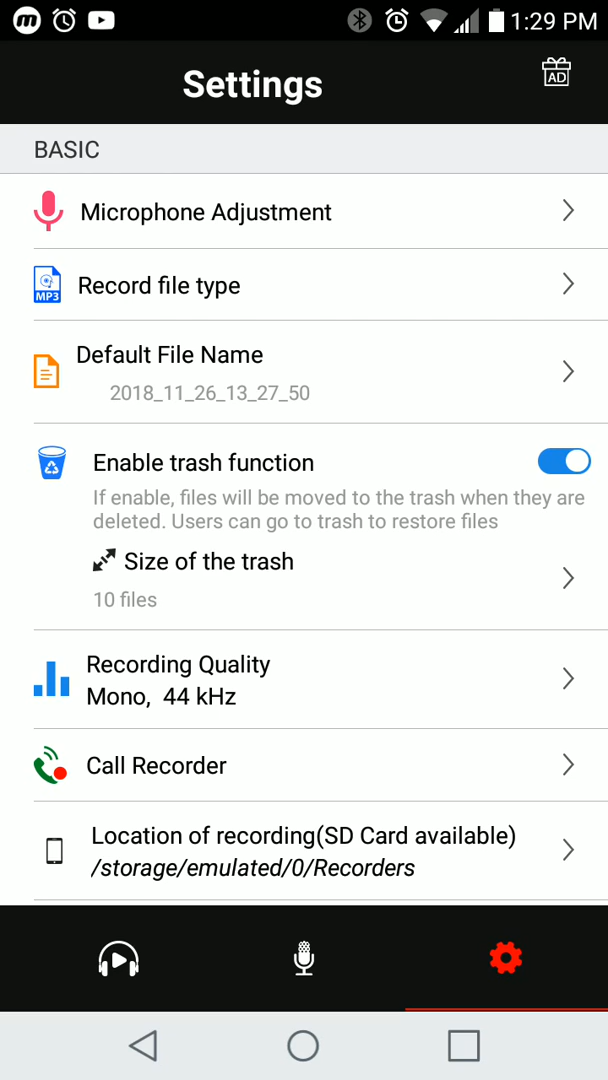 1:29 PM
Settings
AD
BASIC
Microphone Adjustment
MP3
Record file type
Default File Name
2018_11_26_13_27_50
Enable trash function
If enable, files will be moved to the trash when they are
deleted. Users can go to trash to restore files
Size of the trash
10 files
Recording Quality
Mono,  44 kHz
Call Recorder
Location of recording(SD Card available)
/storage/emulated/0/Recorders